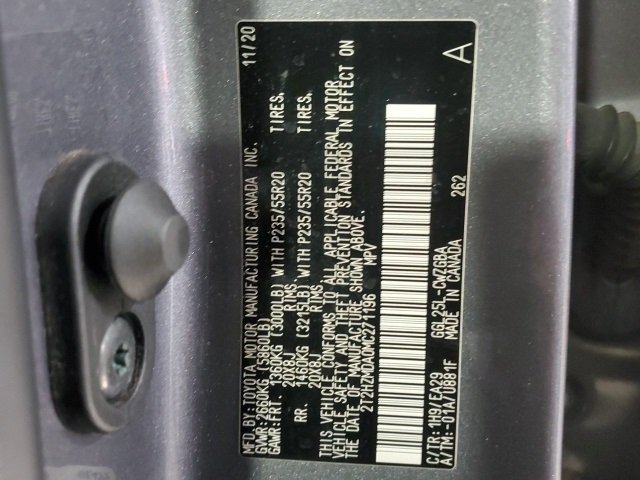 MFD BY:TOYOTA MOTOR MANUFACTURING CANADA INC. 11/20
GAWR: 2660KG (5860LB)
GAWR:FRT. 1360KG (3000LB) WITH P235/55R20 TIRES.
20X8J RIMS.
RR. 1460KG (3215LB) WITH P235/55R20 TIRES.
20X8J RIMS.
THIS VEHICLE CONFORMS TO ALL APPLICABLE FEDERAL MOTOR
VEHICLE SAFETY AND THEFT PREVENTION STANDARDS IN EFFECT ON
THE DATE OF MANUFACTURE SHOWN ABOVE.
2T2HZMDA0MC271196 MPV
C/TR:1H9/EA29 GGL25L-CWZGBA 262
A/TM:-01A/D881F MADE IN CANADA
A